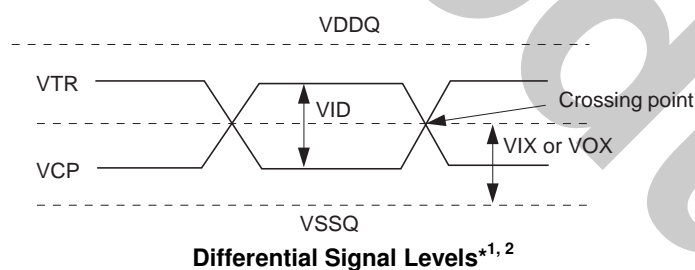 VDDQ
VTR
VID
Crossing point
VIX or VOX
VCP
VSSQ
Differential Signal Levels*1, 2